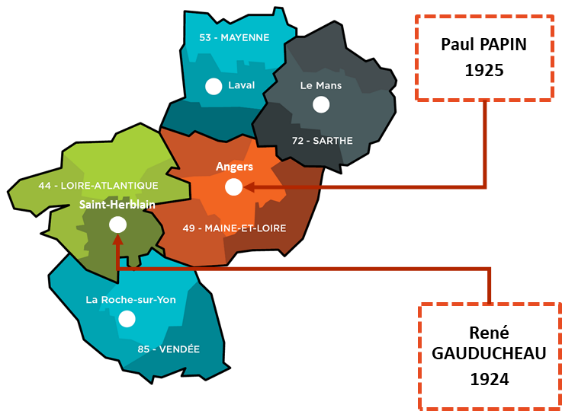 53 - MAYENNE
Laval
Le Mans
72 - SARTHE
Paul PAPIN
1925
Angers
44 - LOIRE-ATLANTIQUE
Saint-Herblain
49 - MAINE-ET-LOIRE
La Roche-sur-Yon
85 - VENDÉE
René
GAUDUCHEAU
1924